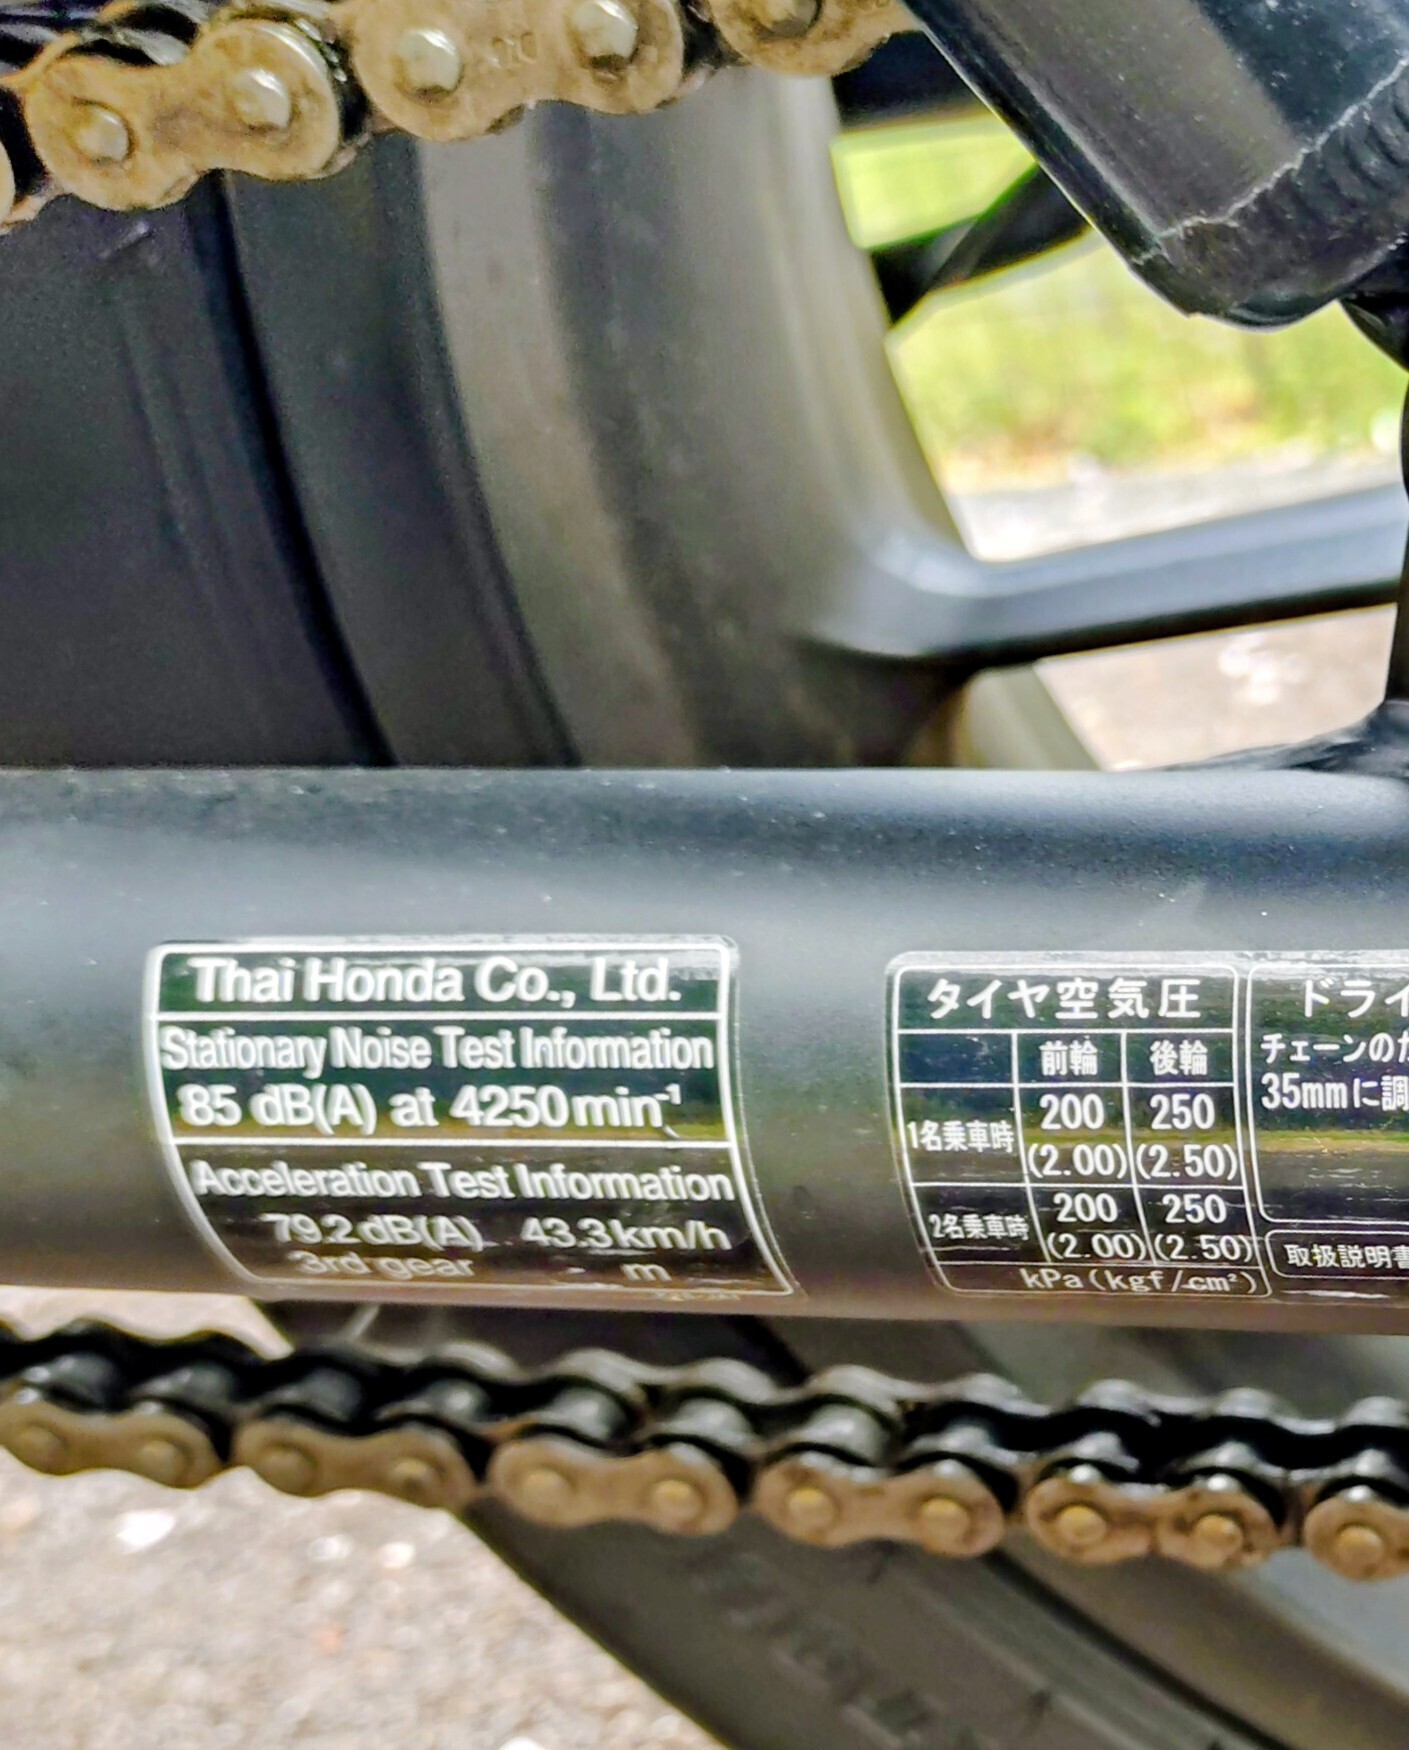 Thai Honda Co., Ltd.
Stationary Noise Test Information
85 dB(A) at 4250 min⁻¹
Acceleration Test Information
79.2 dB(A) 43.3 km/h
3rd gear - m
タイヤ空気圧
前輪 後輪
1名乗車時 200 250
(2.00) (2.50)
2名乗車時 200 250
(2.00) (2.50)
kPa (kgf/cm²)
ドライ
チェーンの
35mmに調
取扱説明書